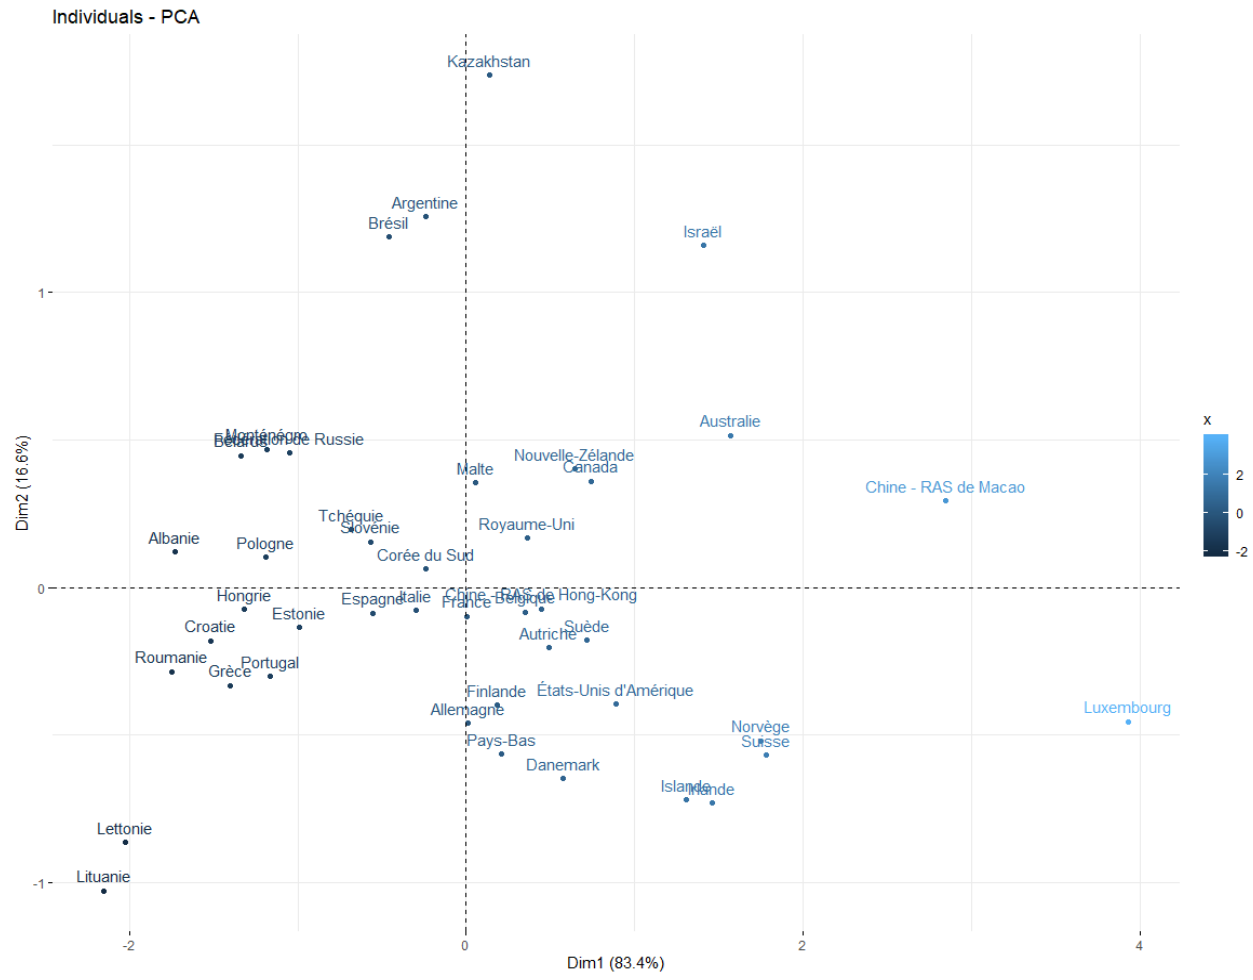 Individuals - PCA
Kazakhstan
Argentine
Brésil
Israël
Australie
Monténégro
Fédération de Russie
Bélarus
Nouvelle-Zélande
Canada
Malte
Chine - RAS de Macao
Tchéquie
Slovénie
Royaume-Uni
Albanie
Pologne
Corée du Sud
Hongrie
Espagne
Italie
France
Chine - RAS de Hong-Kong
Belgique
Estonie
Croatie
Autriche
Suède
Roumanie
Grèce
Portugal
Finlande
États-Unis d'Amérique
Allemagne
Luxembourg
Norvège
Suisse
Pays-Bas
Danemark
Islande
Irlande
Lettonie
Lituanie
1
0
-1
Dim2 (16.6%)
-2
0
2
4
Dim1 (83.4%)
x
2
0
-2